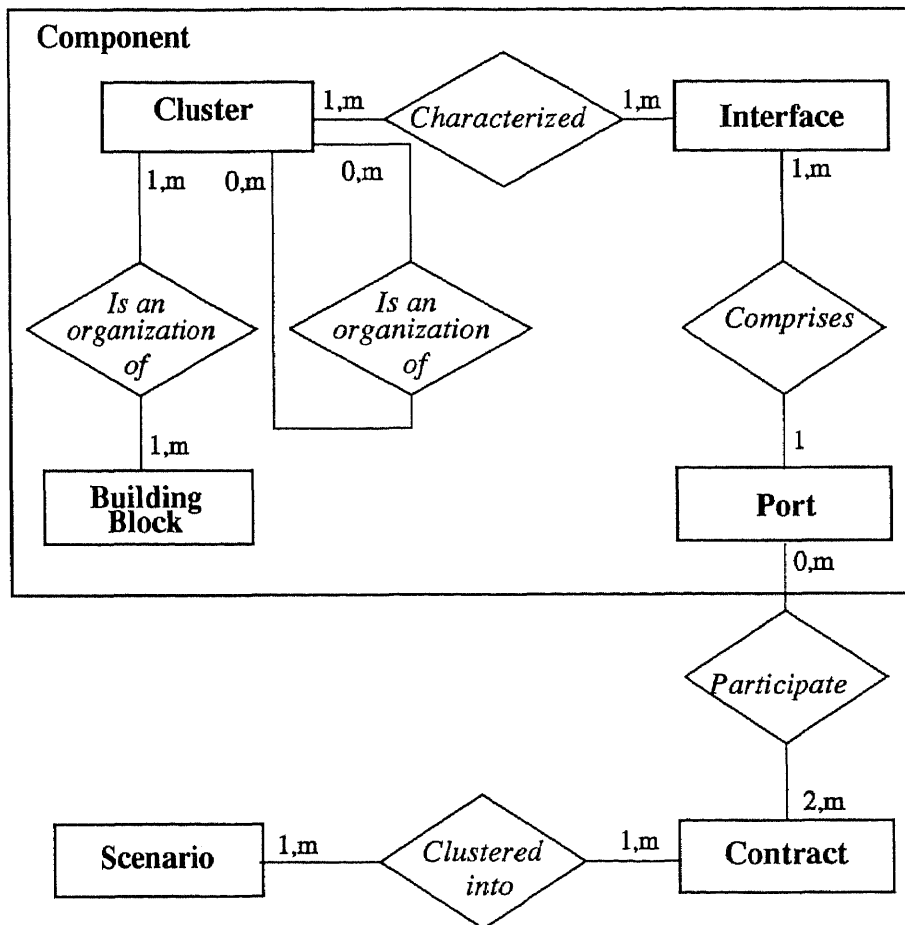 Component
Cluster
1,m
Characterized
1,m
Interface
1,m
0,m
0,m
1,m
Is an
organization
of
Is an
organization
of
Comprises
1,m
1
Building
Block
Port
0,m
Participate
2,m
Scenario
1,m
Clustered
into
1,m
Contract